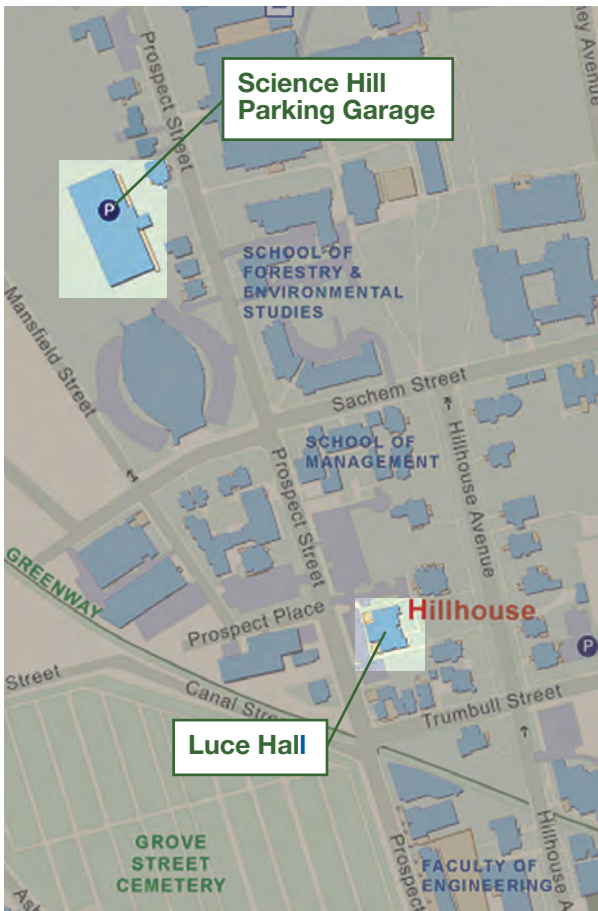 Prospect Street
Science Hill
Parking Garage
P
SCHOOL OF
FORESTRY &
ENVIRONMENTAL
STUDIES
Mansfield Street
Sachem Street
SCHOOL OF
MANAGEMENT
Hillhouse Avenue
Prospect Street
GREENWAY
Hillhouse
Prospect Place
P
Street
Canal
Trumbull Street
Luce Hall
GROVE
STREET
CEMETERY
Prospect
FACULTY OF
ENGINEERING
Hillhouse A